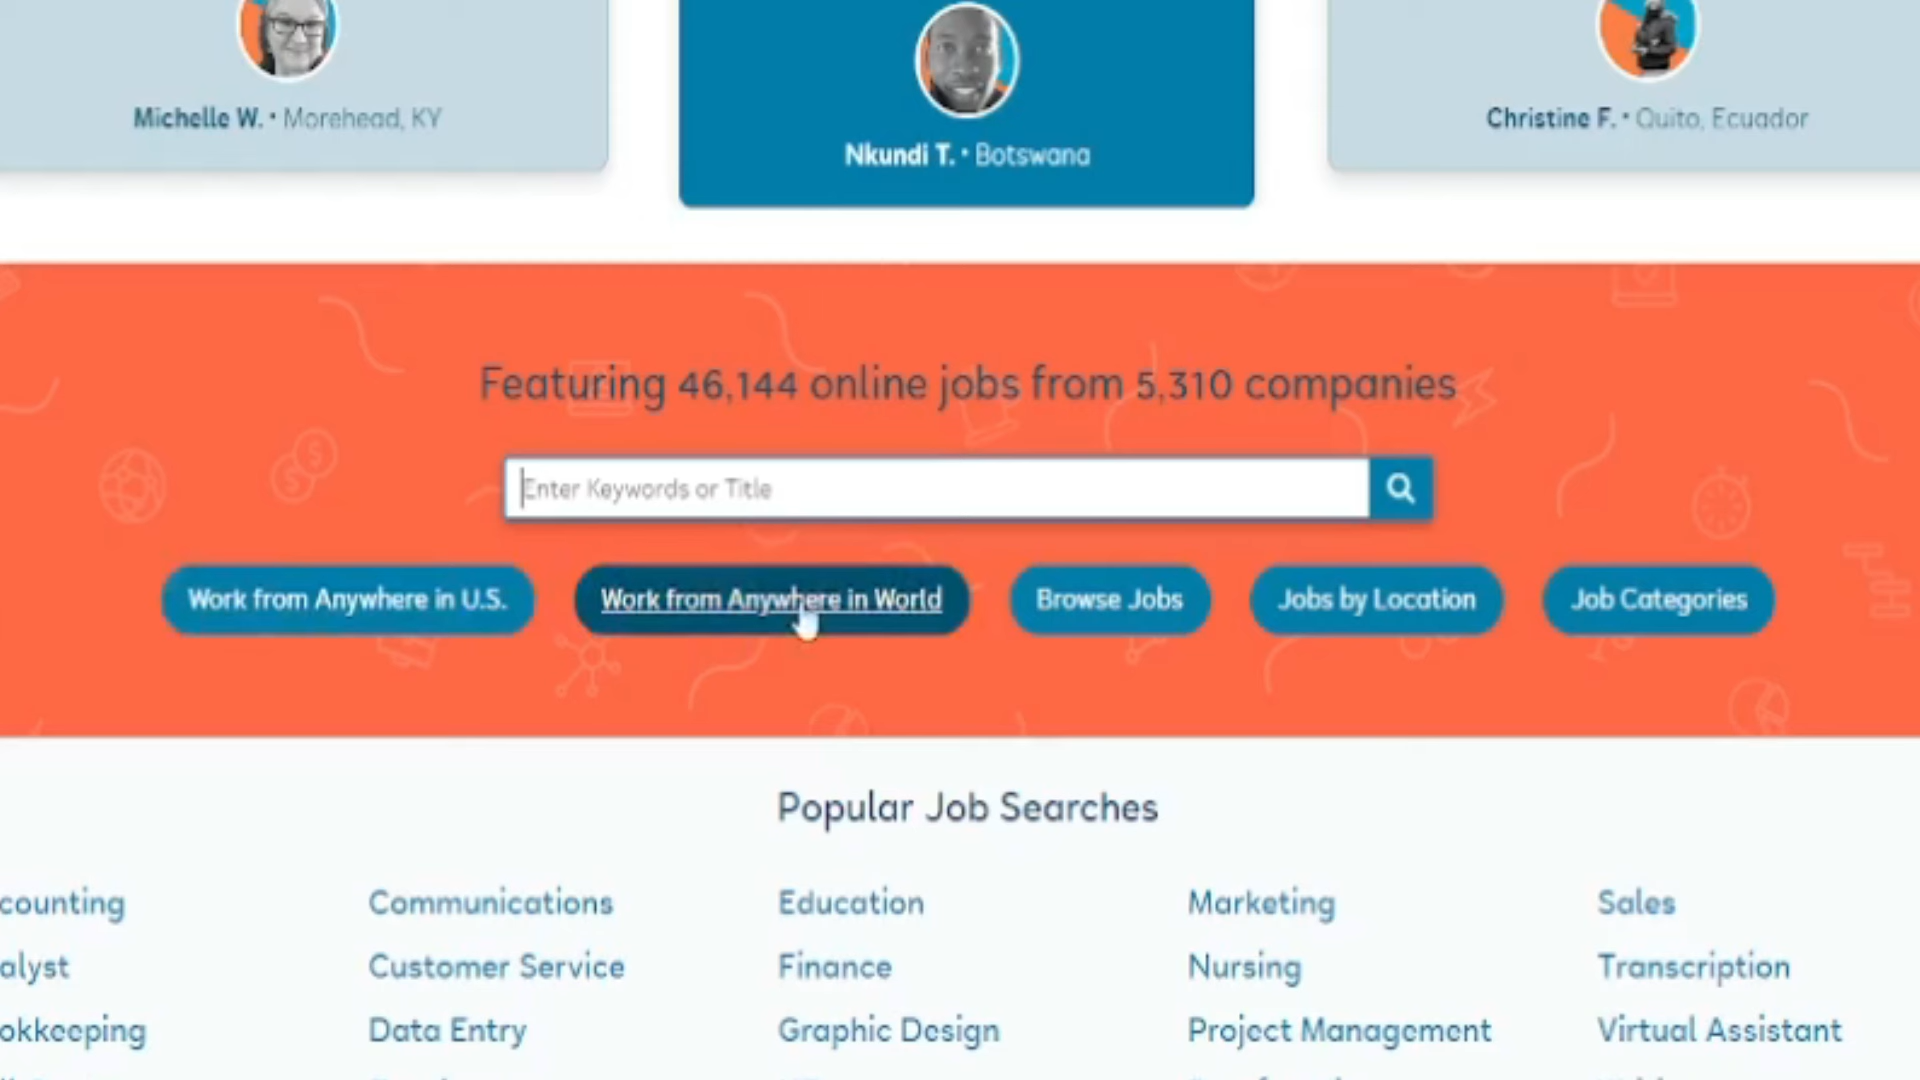 Michelle W. • Morehead, KY
Nkundi T. • Botswana
Christine F. • Quito, Ecuador
Featuring 46,144 online jobs from 5,310 companies
Enter Keywords or Title
Work from Anywhere in U.S.
Work from Anywhere in World
Browse Jobs
Jobs by Location
Job Categories
Popular Job Searches
counting Communications Education Marketing Sales
alyst Customer Service Finance Nursing Transcription
okkeeping Data Entry Graphic Design Project Management Virtual Assistant